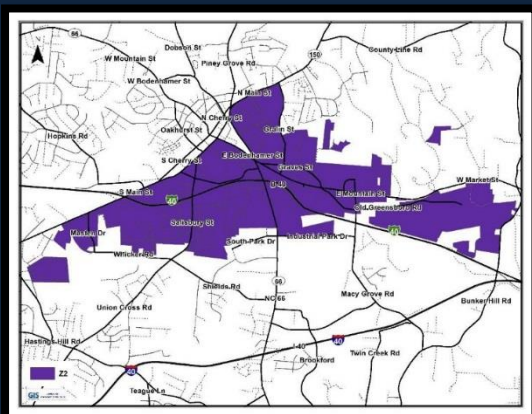 66
Dobson St
150
County Line Rd
W Mountain St
Piney Grove Rd
W Bodenhamer St
N Main St
N Cherry St
Hopkins Rd
Oakhurst St
Gralin St
S Cherry St
E Bodenhamer St
Graves St
W Market St
S Main St
40
E Mountain St
Old Greensboro Rd
Salisbury St
40
South Park Dr
Industrial Park Dr
Whicker Rd
Shields Rd
66
NC 66
Macy Grove Rd
Union Cross Rd
Bunker Hill Rd
Hastings Hill Rd
I-40
40
Twin Creek Rd
Brookford
Z2
40
GIS
Teague Ln